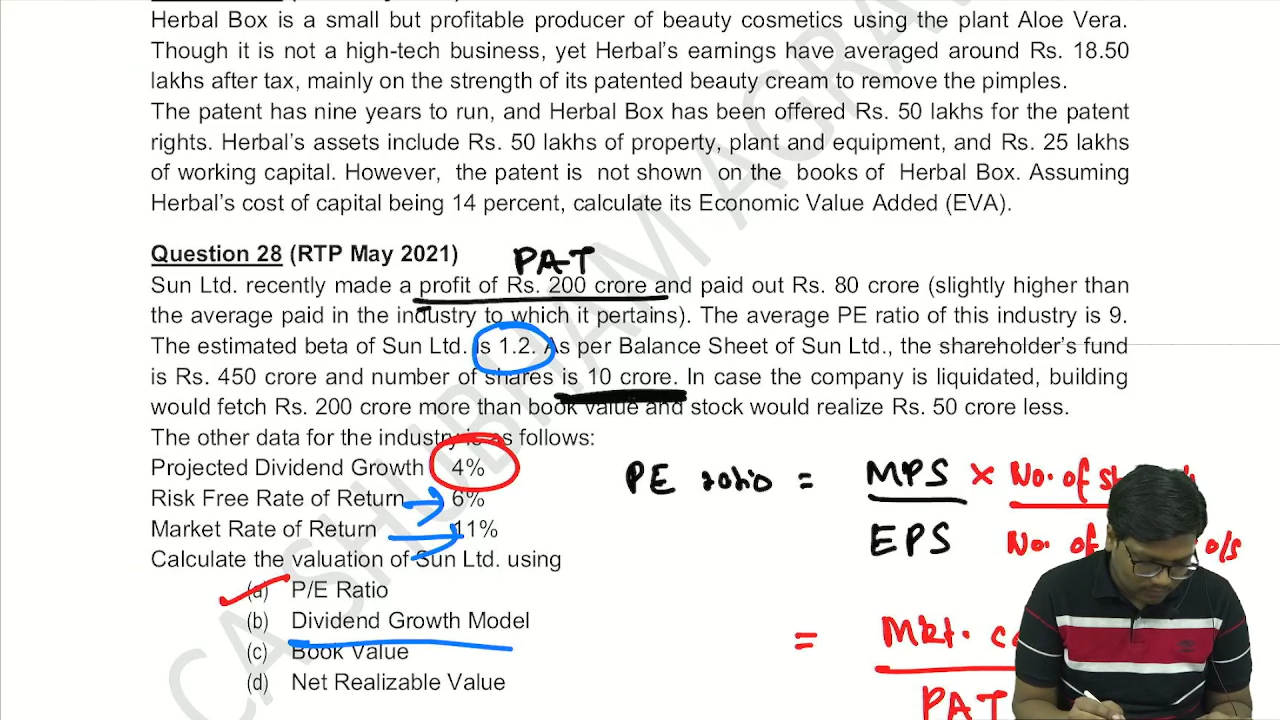 Herbal Box is a small but profitable producer of beauty cosmetics using the plant Aloe Vera.
Though it is not a high-tech business, yet Herbal's earnings have averaged around Rs. 18.50
lakhs after tax, mainly on the strength of its patented beauty cream to remove the pimples.
The patent has nine years to run, and Herbal Box has been offered Rs. 50 lakhs for the patent
rights. Herbal's assets include Rs. 50 lakhs of property, plant and equipment, and Rs. 25 lakhs
of working capital. However, the patent is not shown on the books of Herbal Box. Assuming
Herbal's cost of capital being 14 percent, calculate its Economic Value Added (EVA).
Question 28 (RTP May 2021)
PAT
Sun Ltd. recently made a profit of Rs. 200 crore and paid out Rs. 80 crore (slightly higher than
the average paid in the industry to which it pertains). The average PE ratio of this industry is 9.
The estimated beta of Sun Ltd. is 1.2. As per Balance Sheet of Sun Ltd., the shareholder's fund
is Rs. 450 crore and number of shares is 10 crore. In case the company is liquidated, building
would fetch Rs. 200 crore more than book value and stock would realize Rs. 50 crore less.
The other data for the industry is as follows:
Projected Dividend Growth 4%
Risk Free Rate of Return 6%
Market Rate of Return 11%
Calculate the valuation of Sun Ltd. using
(a) P/E Ratio
(b) Dividend Growth Model
(c) Book Value
(d) Net Realizable Value
PE ratio = MPS × No. of
EPS No. of o/s
= Mkt.
PAT
CA SHUBHAM AGRAW